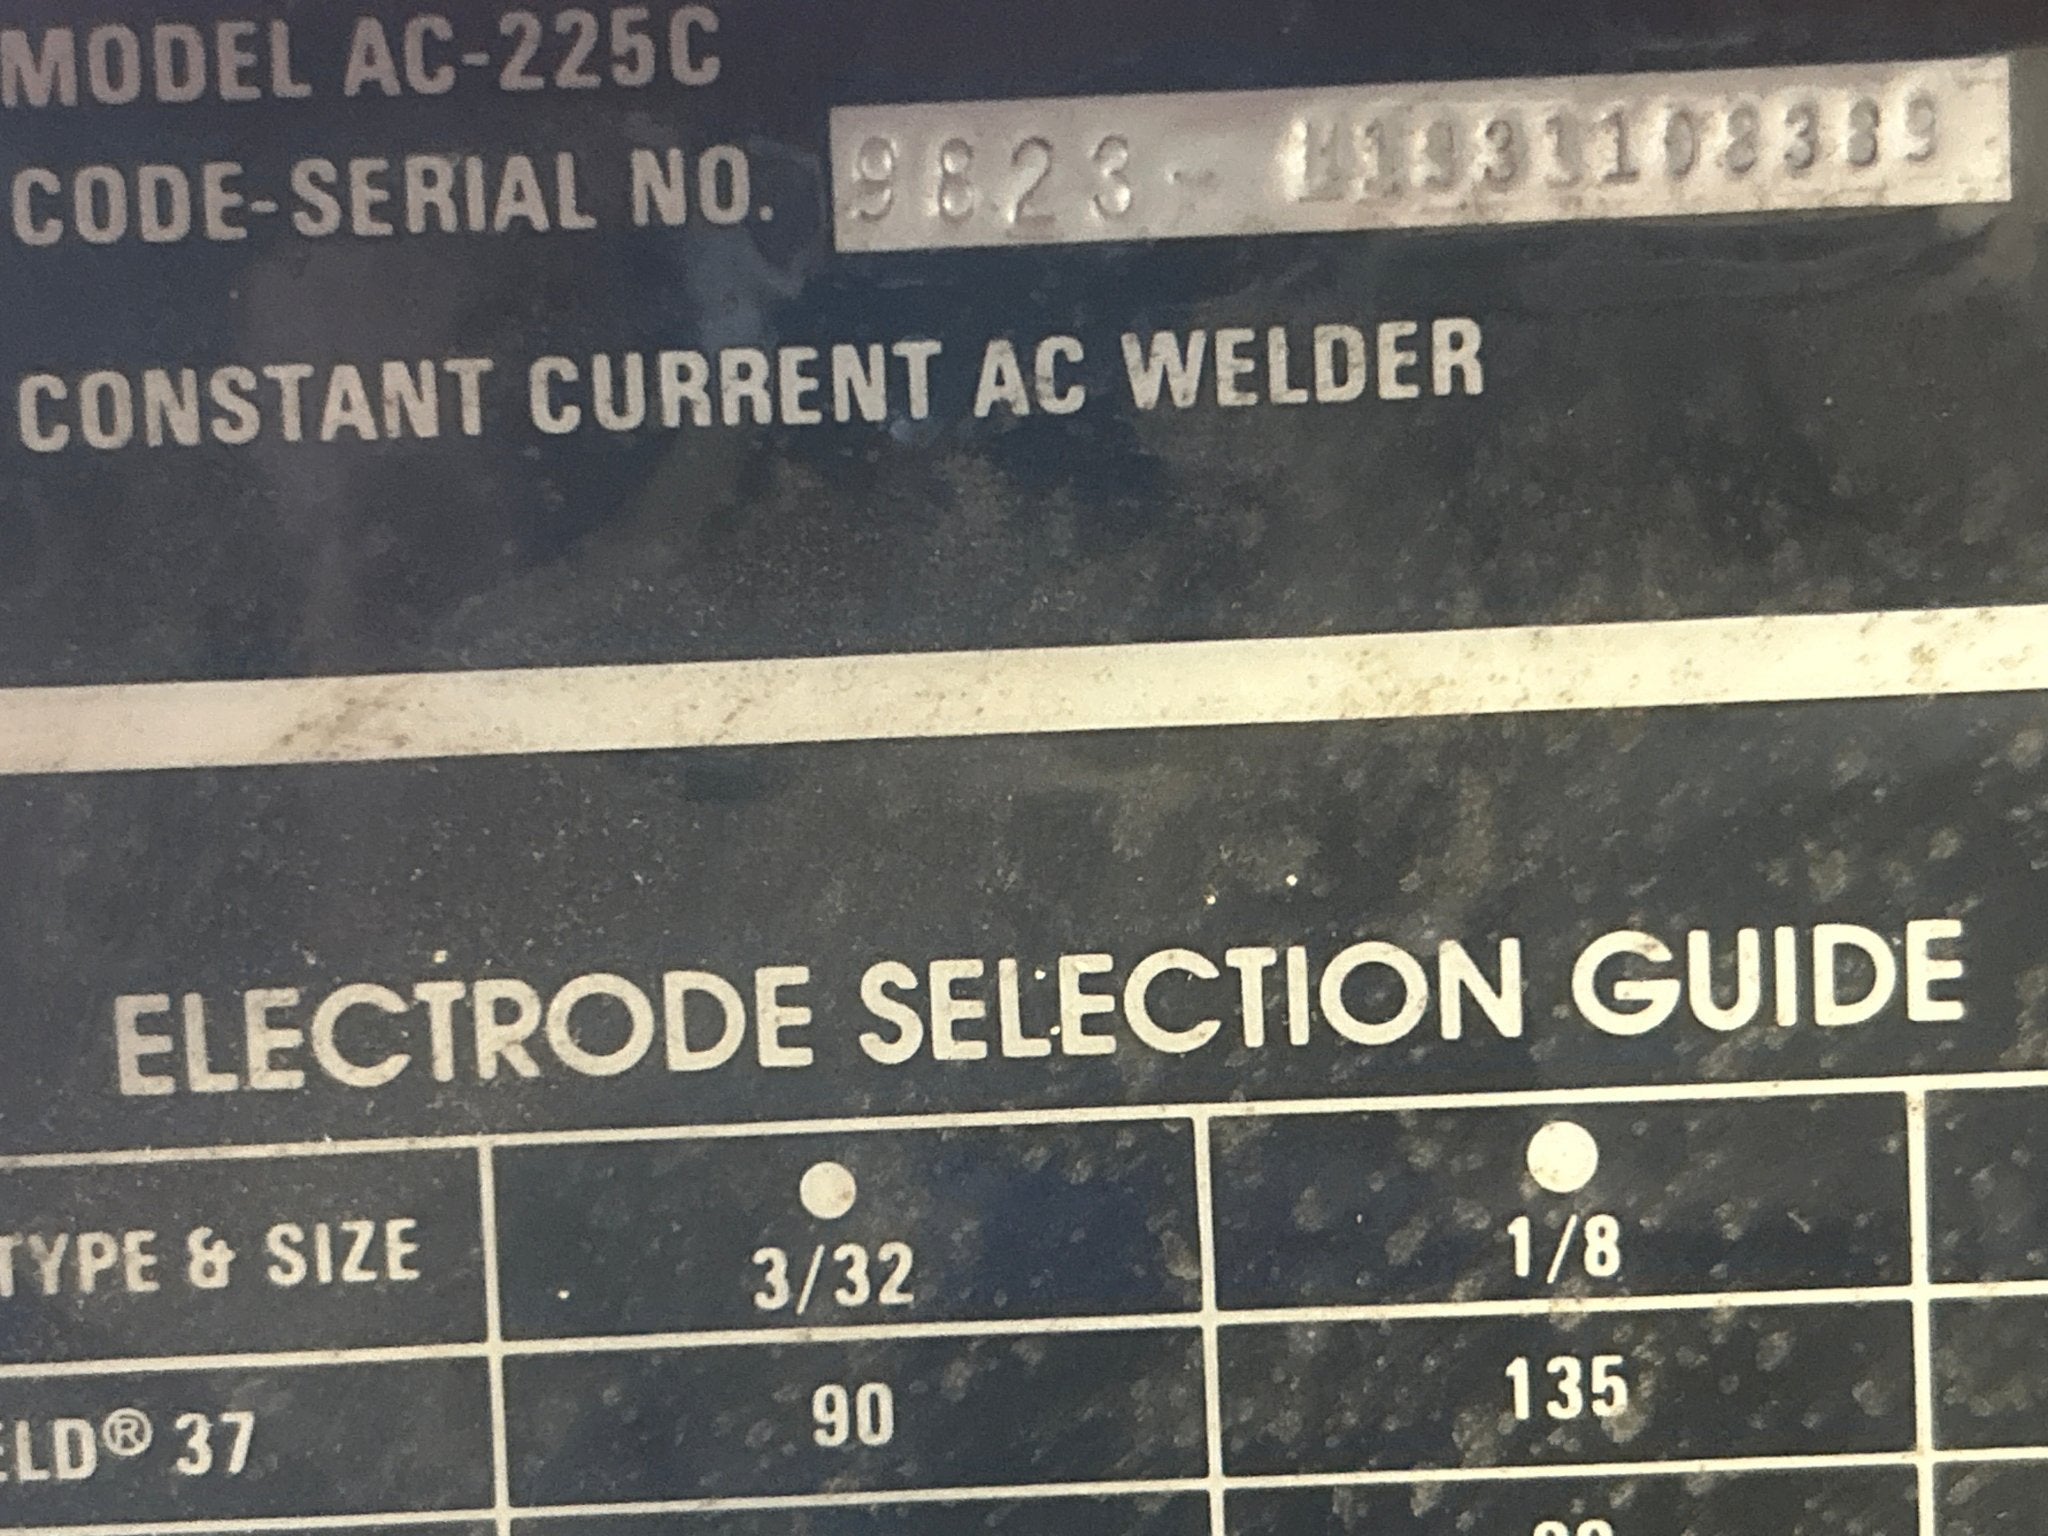 MODEL AC-225C
CODE-SERIAL NO. 9823-
CONSTANT CURRENT AC WELDER
ELECTRODE SELECTION GUIDE
TYPE & SIZE 3/32 1/8
ELD® 37 90 135